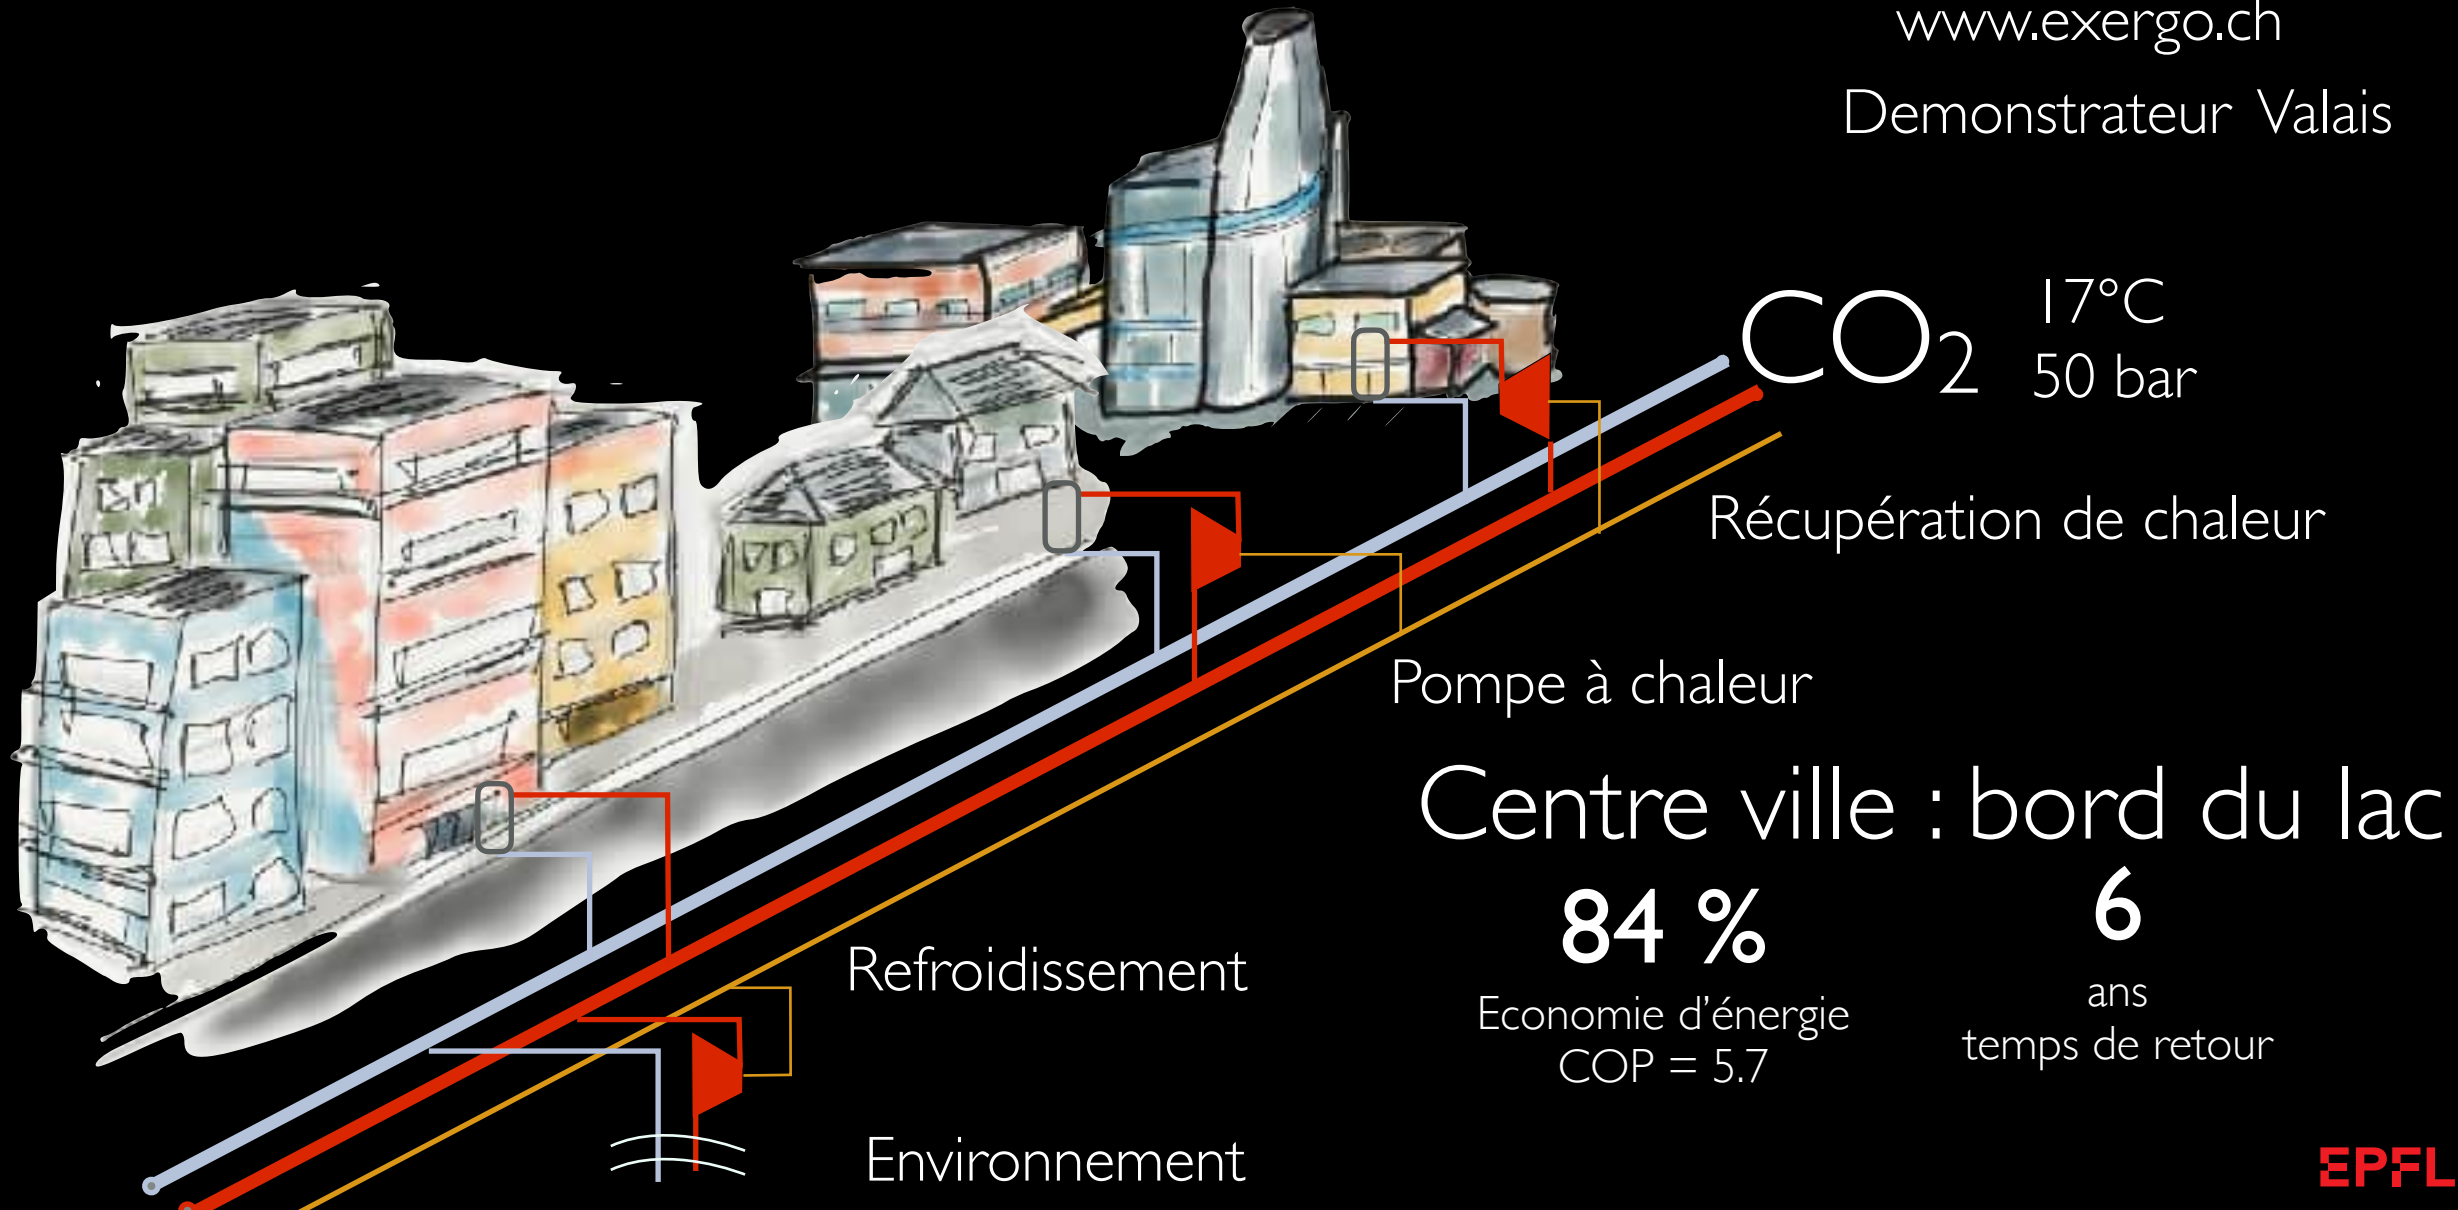 www.exergo.ch
Demonstrateur Valais
CO₂
17°C
50 bar
Récupération de chaleur
Pompe à chaleur
Centre ville : bord du lac
84 %
6
Economie d'énergie
COP = 5.7
ans
temps de retour
Refroidissement
Environnement
EPFL